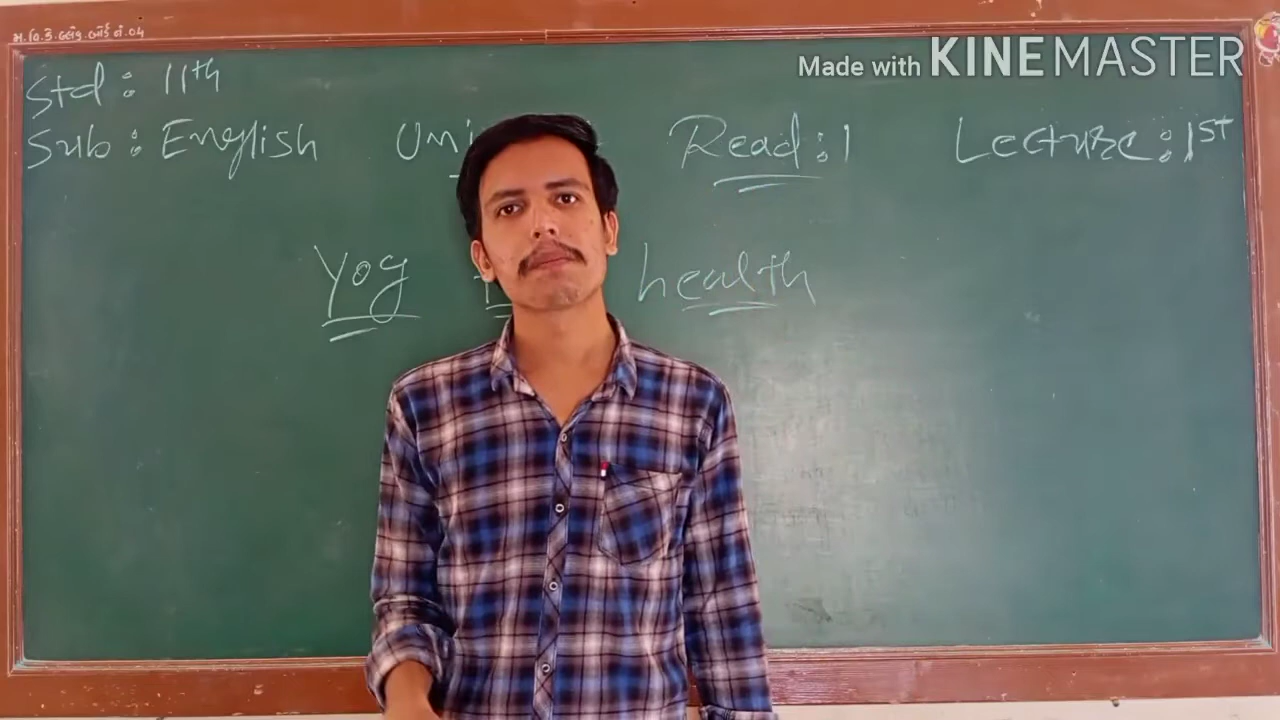 Made with KINEMASTER
Std : 11th
Sub : English Read : 1 Lecture : 1st
Yog health